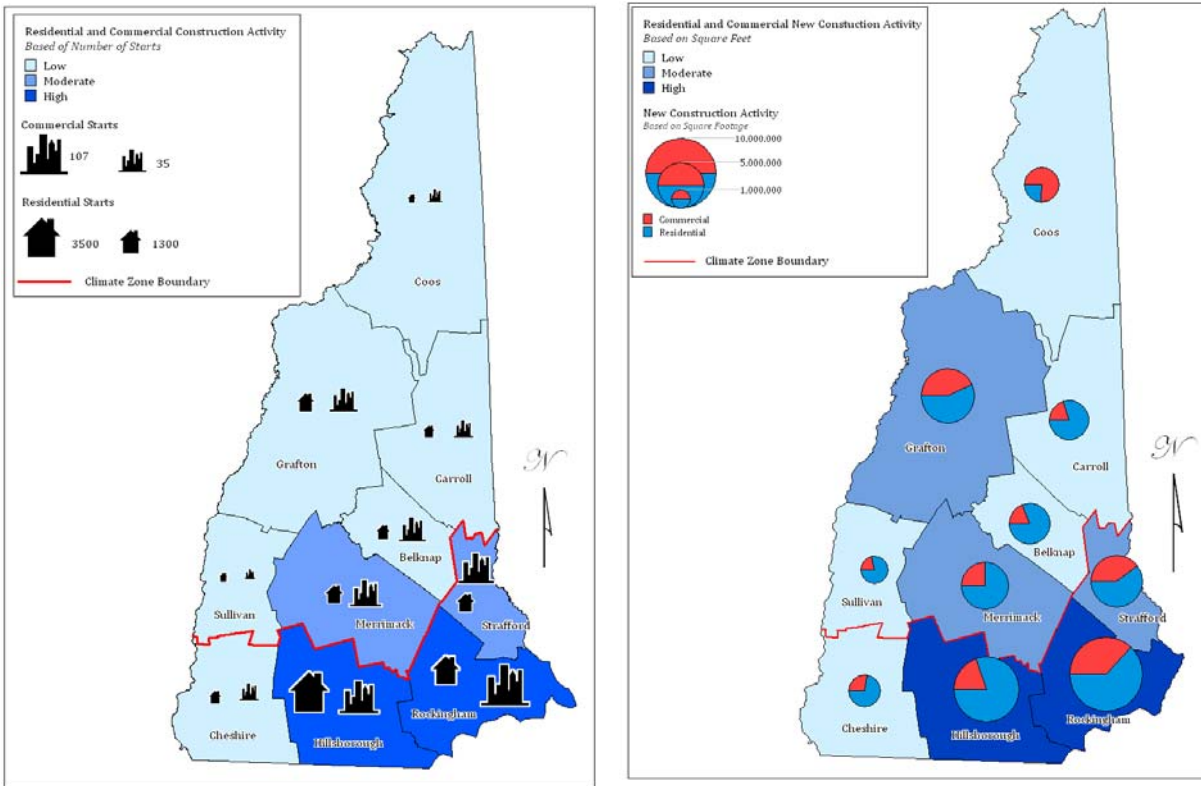 Residential and Commercial Construction Activity
Based of Number of Starts
Low
Moderate
High
Commercial Starts
107
35
Residential Starts
3500
1300
Climate Zone Boundary
Coos
Grafton
Carroll
N
Belknap
Sullivan
Merrimack
Strafford
Rockingham
Cheshire
Hillsborough
Residential and Commercial New Constuction Activity
Based on Square Feet
Low
Moderate
High
New Construction Activity
Based on Square Footage
10,000,000
5,000,000
1,000,000
Commercial
Residential
Climate Zone Boundary
Coos
Grafton
Carroll
N
Belknap
Sullivan
Merrimack
Strafford
Rockingham
Cheshire
Hillsborough